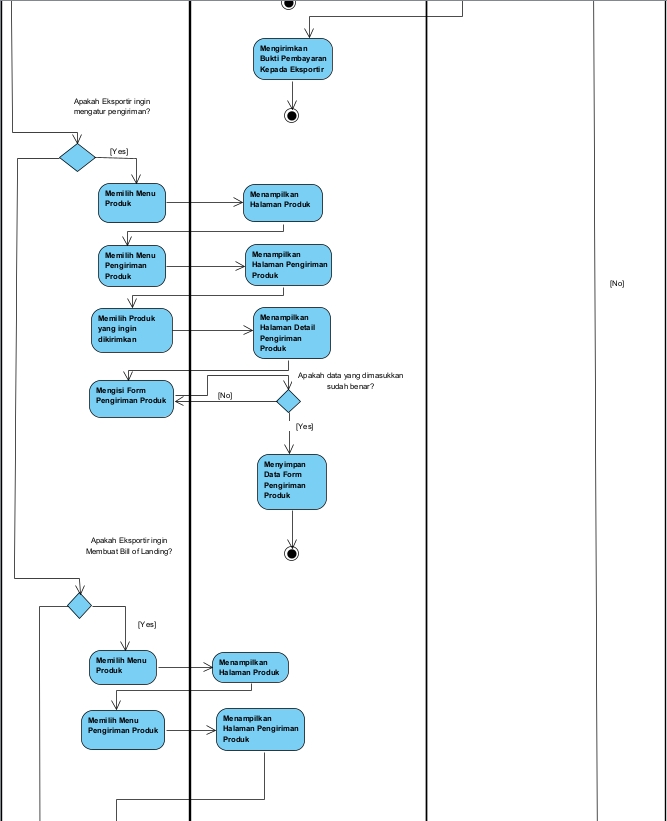 Mengirimkan
Bukti Pembayaran
Kepada Eksportir
Apakah Eksportir ingin
mengatur pengiriman?
[Yes]
Memilih Menu
Produk
Menampilkan
Halaman Produk
Memilih Menu
Pengiriman
Produk
Menampilkan
Halaman Pengiriman
Produk
[No]
Memilih Produk
yang ingin
dikirimkan
Menampilkan
Halaman Detail
Pengiriman
Produk
Apakah data yang dimasukkan
sudah benar?
Mengisi Form
Pengiriman Produk
[No]
[Yes]
Menyimpan
Data Form
Pengiriman
Produk
Apakah Eksportir ingin
Membuat Bill of Landing?
[Yes]
Memilih Menu
Produk
Menampilkan
Halaman Produk
Memilih Menu
Pengiriman Produk
Menampilkan
Halaman Pengiriman
Produk